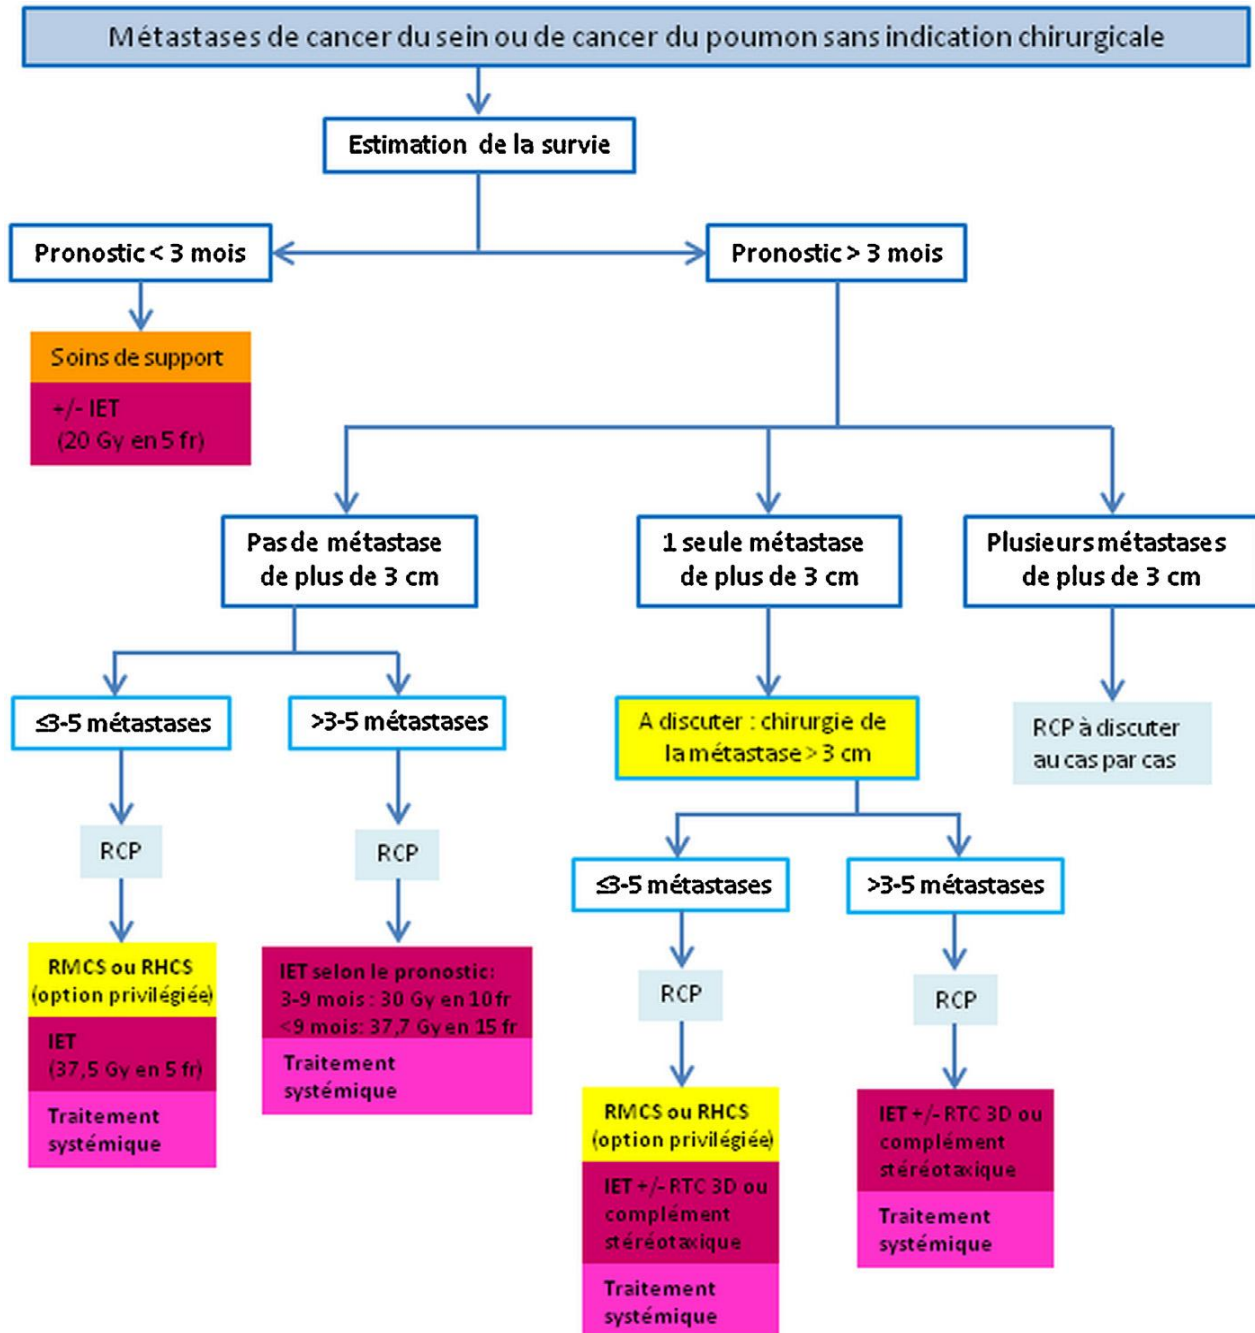 Métastases de cancer du sein ou de cancer du poumon sans indication chirurgicale
Estimation de la survie
Pronostic < 3 mois
Pronostic > 3 mois
Soins de support
+/- IET
(20 Gy en 5 fr)
Pas de métastase
de plus de 3 cm
1 seule métastase
de plus de 3 cm
Plusieurs métastases
de plus de 3 cm
≤3-5 métastases
>3-5 métastases
A discuter : chirurgie de
la métastase > 3 cm
RCP à discuter
au cas par cas
RCP
RCP
≤3-5 métastases
>3-5 métastases
RMCS ou RHCS
(option privilégiée)
IET
(37,5 Gy en 5 fr)
Traitement
systémique
IET selon le pronostic:
3-9 mois : 30 Gy en 10 fr
<9 mois: 37,7 Gy en 15 fr
Traitement
systémique
RCP
RCP
RMCS ou RHCS
(option privilégiée)
IET +/- RTC 3D ou
complément
stéréotaxique
Traitement
systémique
IET +/- RTC 3D ou
complément
stéréotaxique
Traitement
systémique